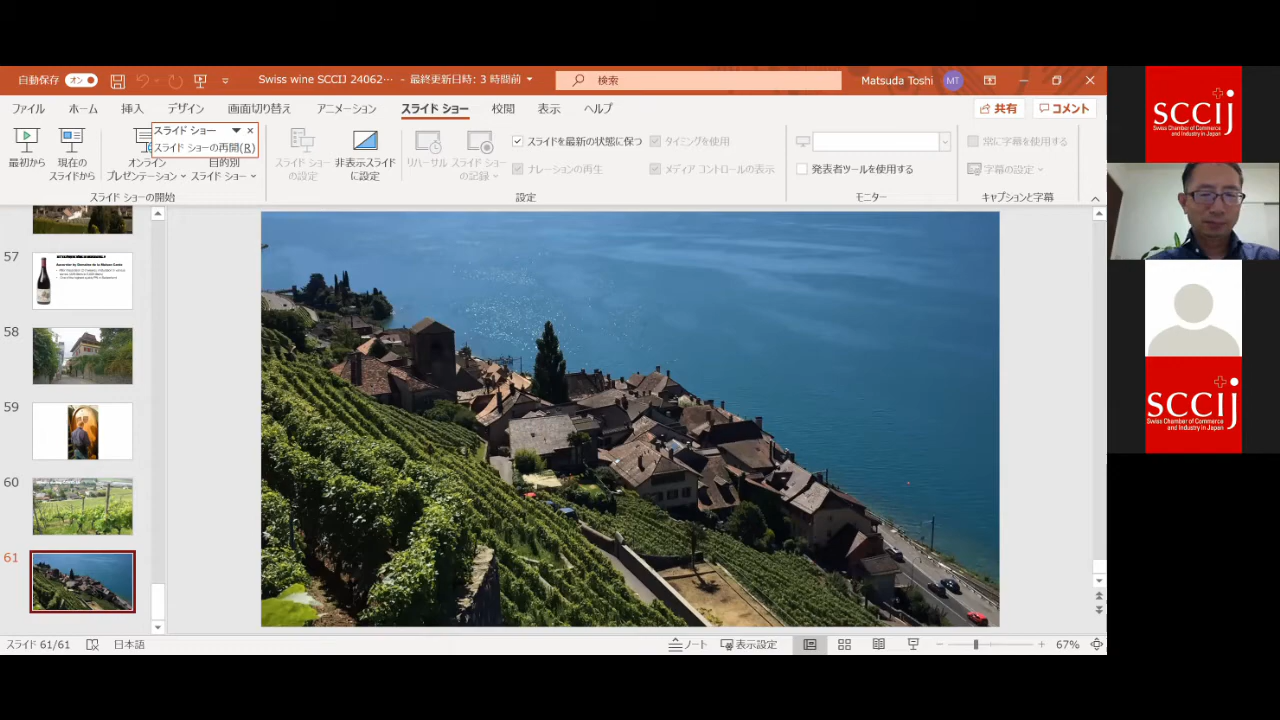 自動保存 オン
Swiss wine SCCIJ 24062… - 最終更新日時: 3 時間前
検索
Matsuda Toshi MT
ファイル ホーム 挿入 デザイン 画面切り替え アニメーション スライド ショー 校閲 表示 ヘルプ
共有 コメント
スライド ショー
スライド ショーの再開(R)
最初から
現在の
スライドから
オンライン
プレゼンテーション
目的別
スライド ショー
スライド ショーの開始
スライド ショー
の設定
非表示スライド
に設定
リハーサル
スライド ショー
の記録
スライドを最新の状態に保つ
ナレーションの再生
タイミングを使用
メディア コントロールの表示
設定
発表者ツールを使用する
モニター
常に字幕を使用する
字幕の設定
キャプションと字幕
57
58
59
60
61
スライド 61/61
日本語
ノート
表示設定
67%
SCCIJ
Swiss Chamber of Commerce
and Industry in Japan
SCCIJ
Swiss Chamber of Commerce
and Industry in Japan